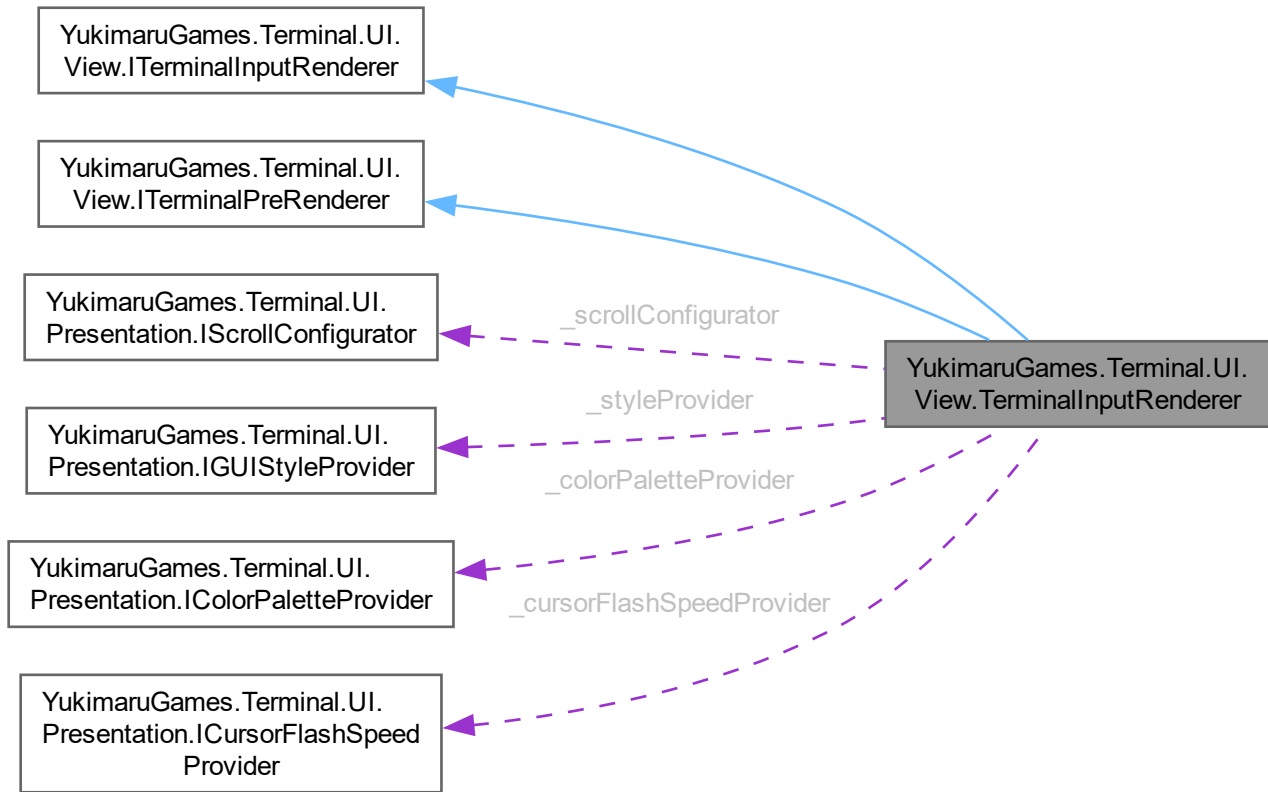 YukimaruGames.Terminal.UI.
View.ITerminalInputRenderer
YukimaruGames.Terminal.UI.
View.ITerminalPreRenderer
YukimaruGames.Terminal.UI.
Presentation.IScrollConfigurator
_scrollConfigurator
YukimaruGames.Terminal.UI.
View.TerminalInputRenderer
_styleProvider
YukimaruGames.Terminal.UI.
Presentation.IGUIStyleProvider
_colorPaletteProvider
YukimaruGames.Terminal.UI.
Presentation.IColorPaletteProvider
_cursorFlashSpeedProvider
YukimaruGames.Terminal.UI.
Presentation.ICursorFlashSpeed
Provider